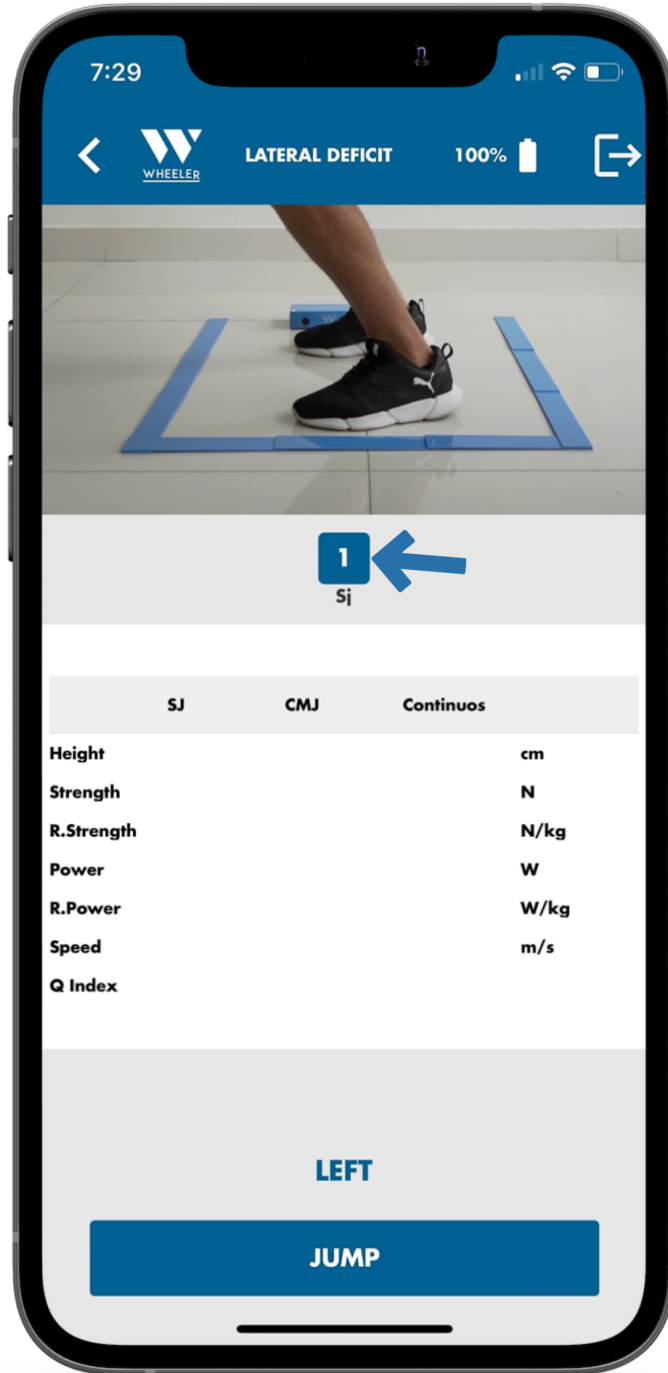 7:29
WHEELER
LATERAL DEFICIT
100%
1
Sj
SJ CMJ Continuos
Height cm
Strength N
R.Strength N/kg
Power W
R.Power W/kg
Speed m/s
Q Index
LEFT
JUMP